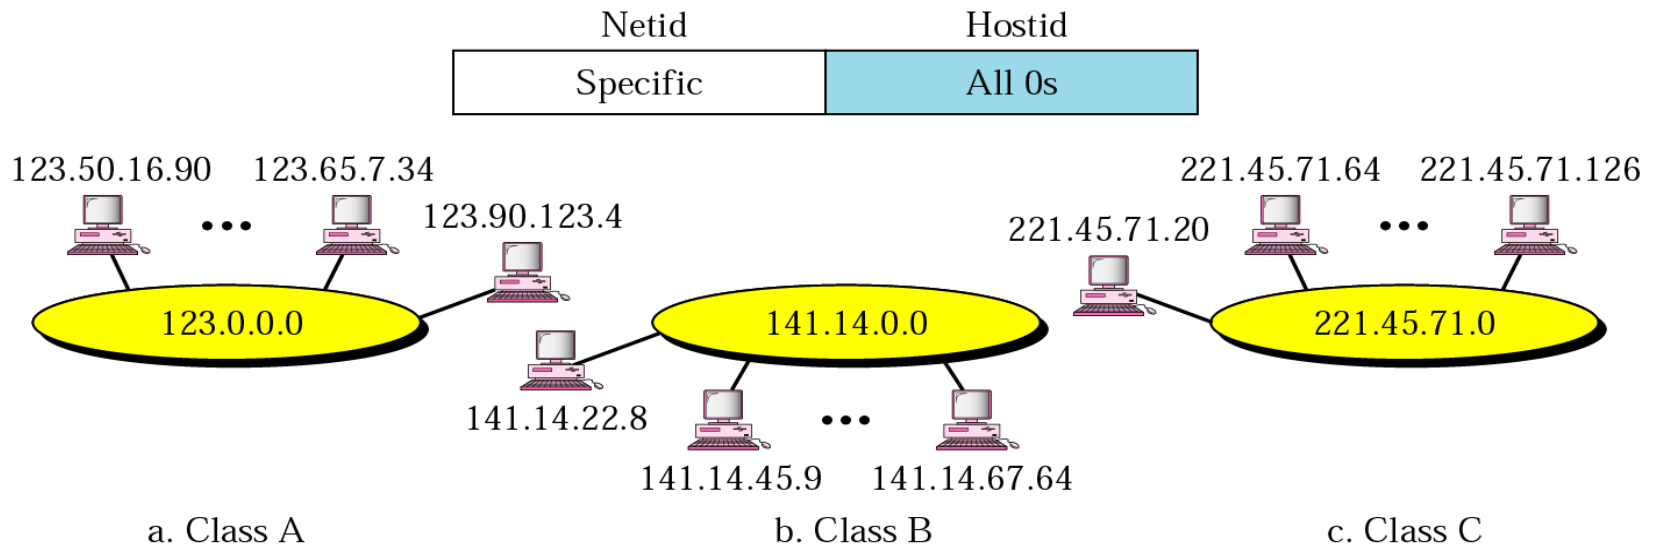 Netid Hostid
Specific All 0s
123.50.16.90 123.65.7.34 221.45.71.64 221.45.71.126
123.90.123.4 221.45.71.20
123.0.0.0 141.14.0.0 221.45.71.0
141.14.22.8
141.14.45.9 141.14.67.64
a. Class A b. Class B c. Class C